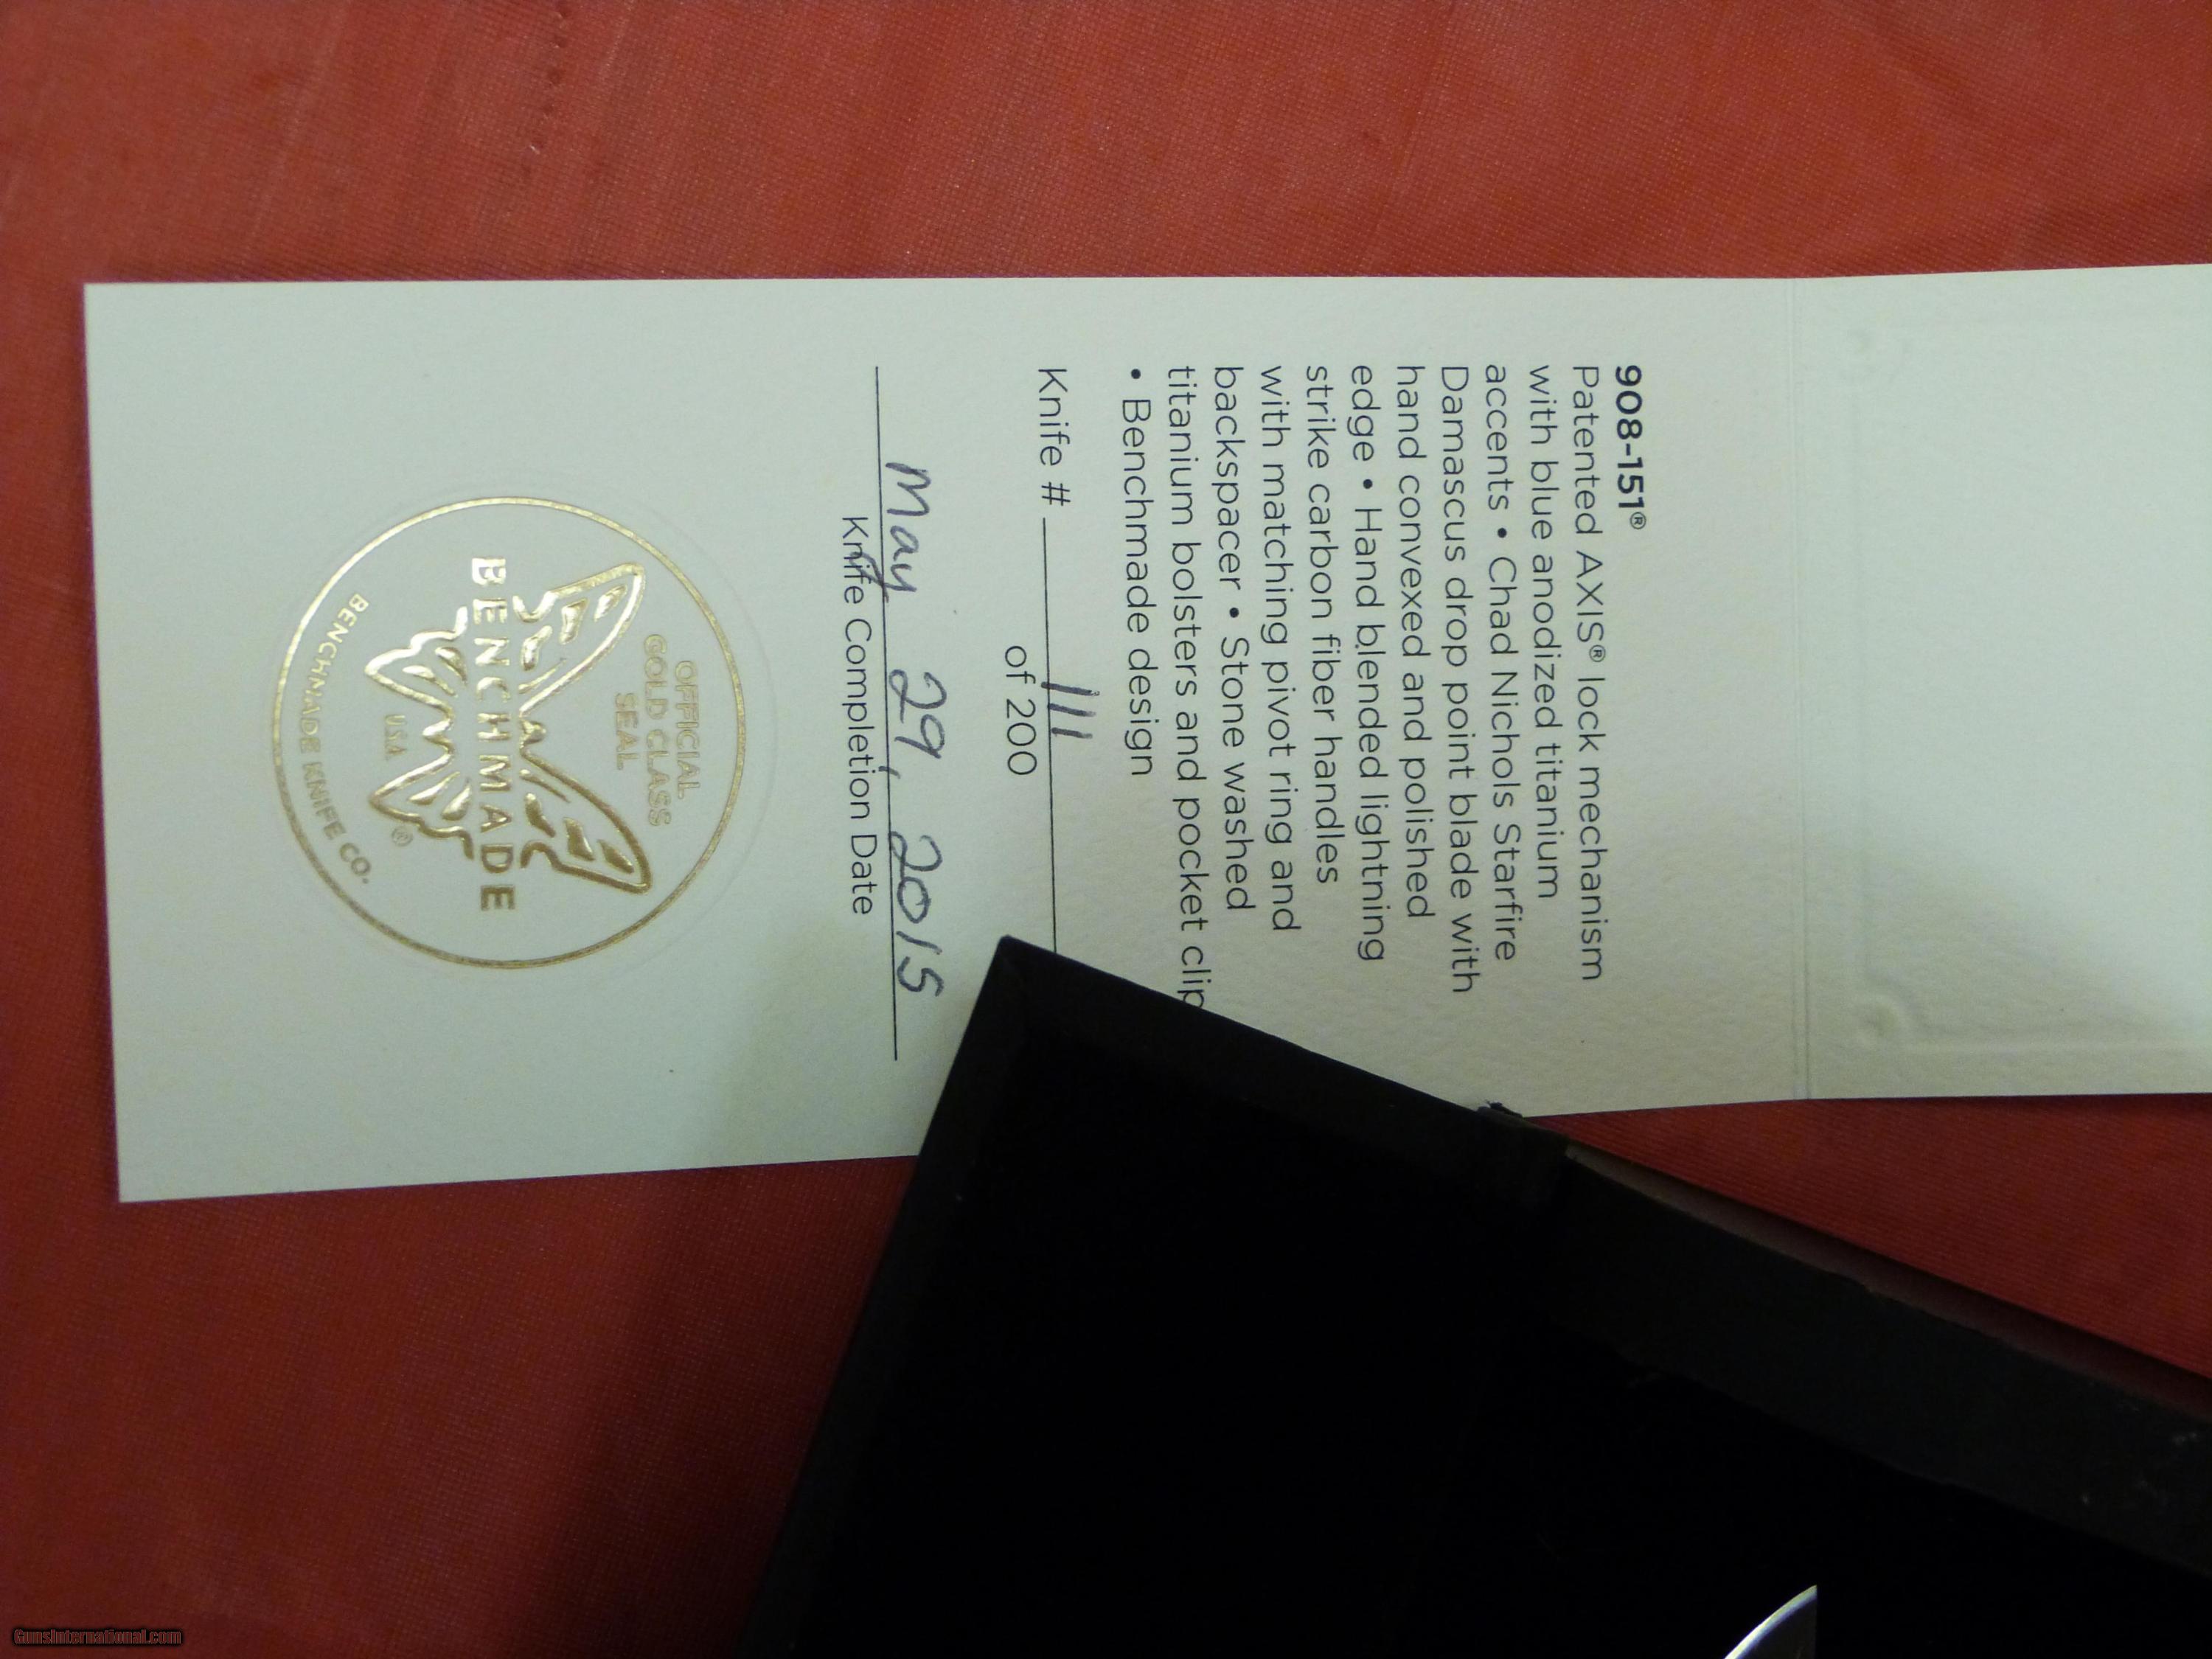 908-151®
Patented AXIS® lock mechanism
with blue anodized titanium
accents • Chad Nichols Starfire
Damascus drop point blade with
hand convexed and polished
edge • Hand blended lightning
strike carbon fiber handles
with matching pivot ring and
backspacer • Stone washed
titanium bolsters and pocket clip
• Benchmade design
Knife # 111
of 200
May 29, 2015
Knife Completion Date
OFFICIAL
GOLD CLASS
SEAL
BENCHMADE
®
USA
BENCHMADE KNIFE CO.
GunsInternational.com